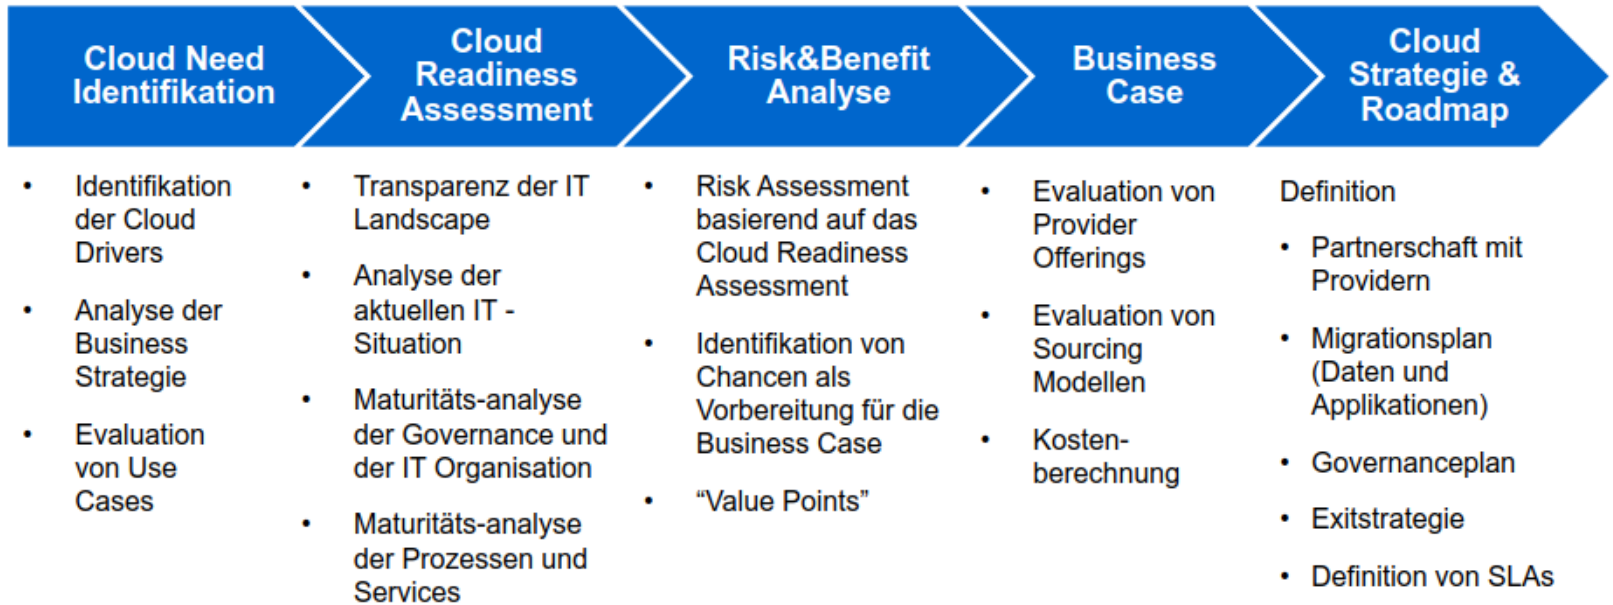 Cloud Need
Identifikation
Cloud
Readiness
Assessment
Risk&Benefit
Analyse
Business
Case
Cloud
Strategie &
Roadmap
• Identifikation
der Cloud
Drivers
• Analyse der
Business
Strategie
• Evaluation
von Use
Cases
• Transparenz der IT
Landscape
• Analyse der
aktuellen IT -
Situation
• Maturitäts-analyse
der Governance und
der IT Organisation
• Maturitäts-analyse
der Prozessen und
Services
• Risk Assessment
basierend auf das
Cloud Readiness
Assessment
• Identifikation von
Chancen als
Vorbereitung für die
Business Case
• “Value Points”
• Evaluation von
Provider
Offerings
• Evaluation von
Sourcing
Modellen
• Kosten-
berechnung
Definition
• Partnerschaft mit
Providern
• Migrationsplan
(Daten und
Applikationen)
• Governanceplan
• Exitstrategie
• Definition von SLAs